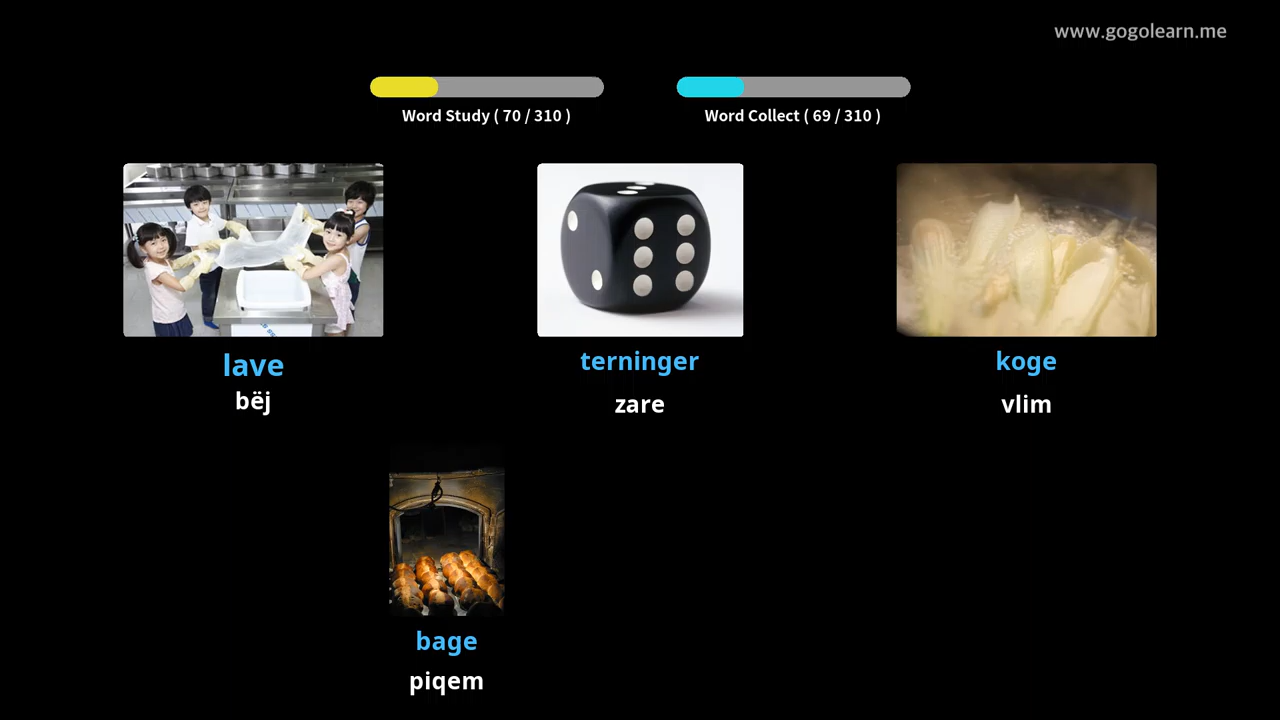 www.gogolearn.me
Word Study ( 70 / 310 )
Word Collect ( 69 / 310 )
lave
bëj
terninger
zare
koge
vlim
bage
piqem